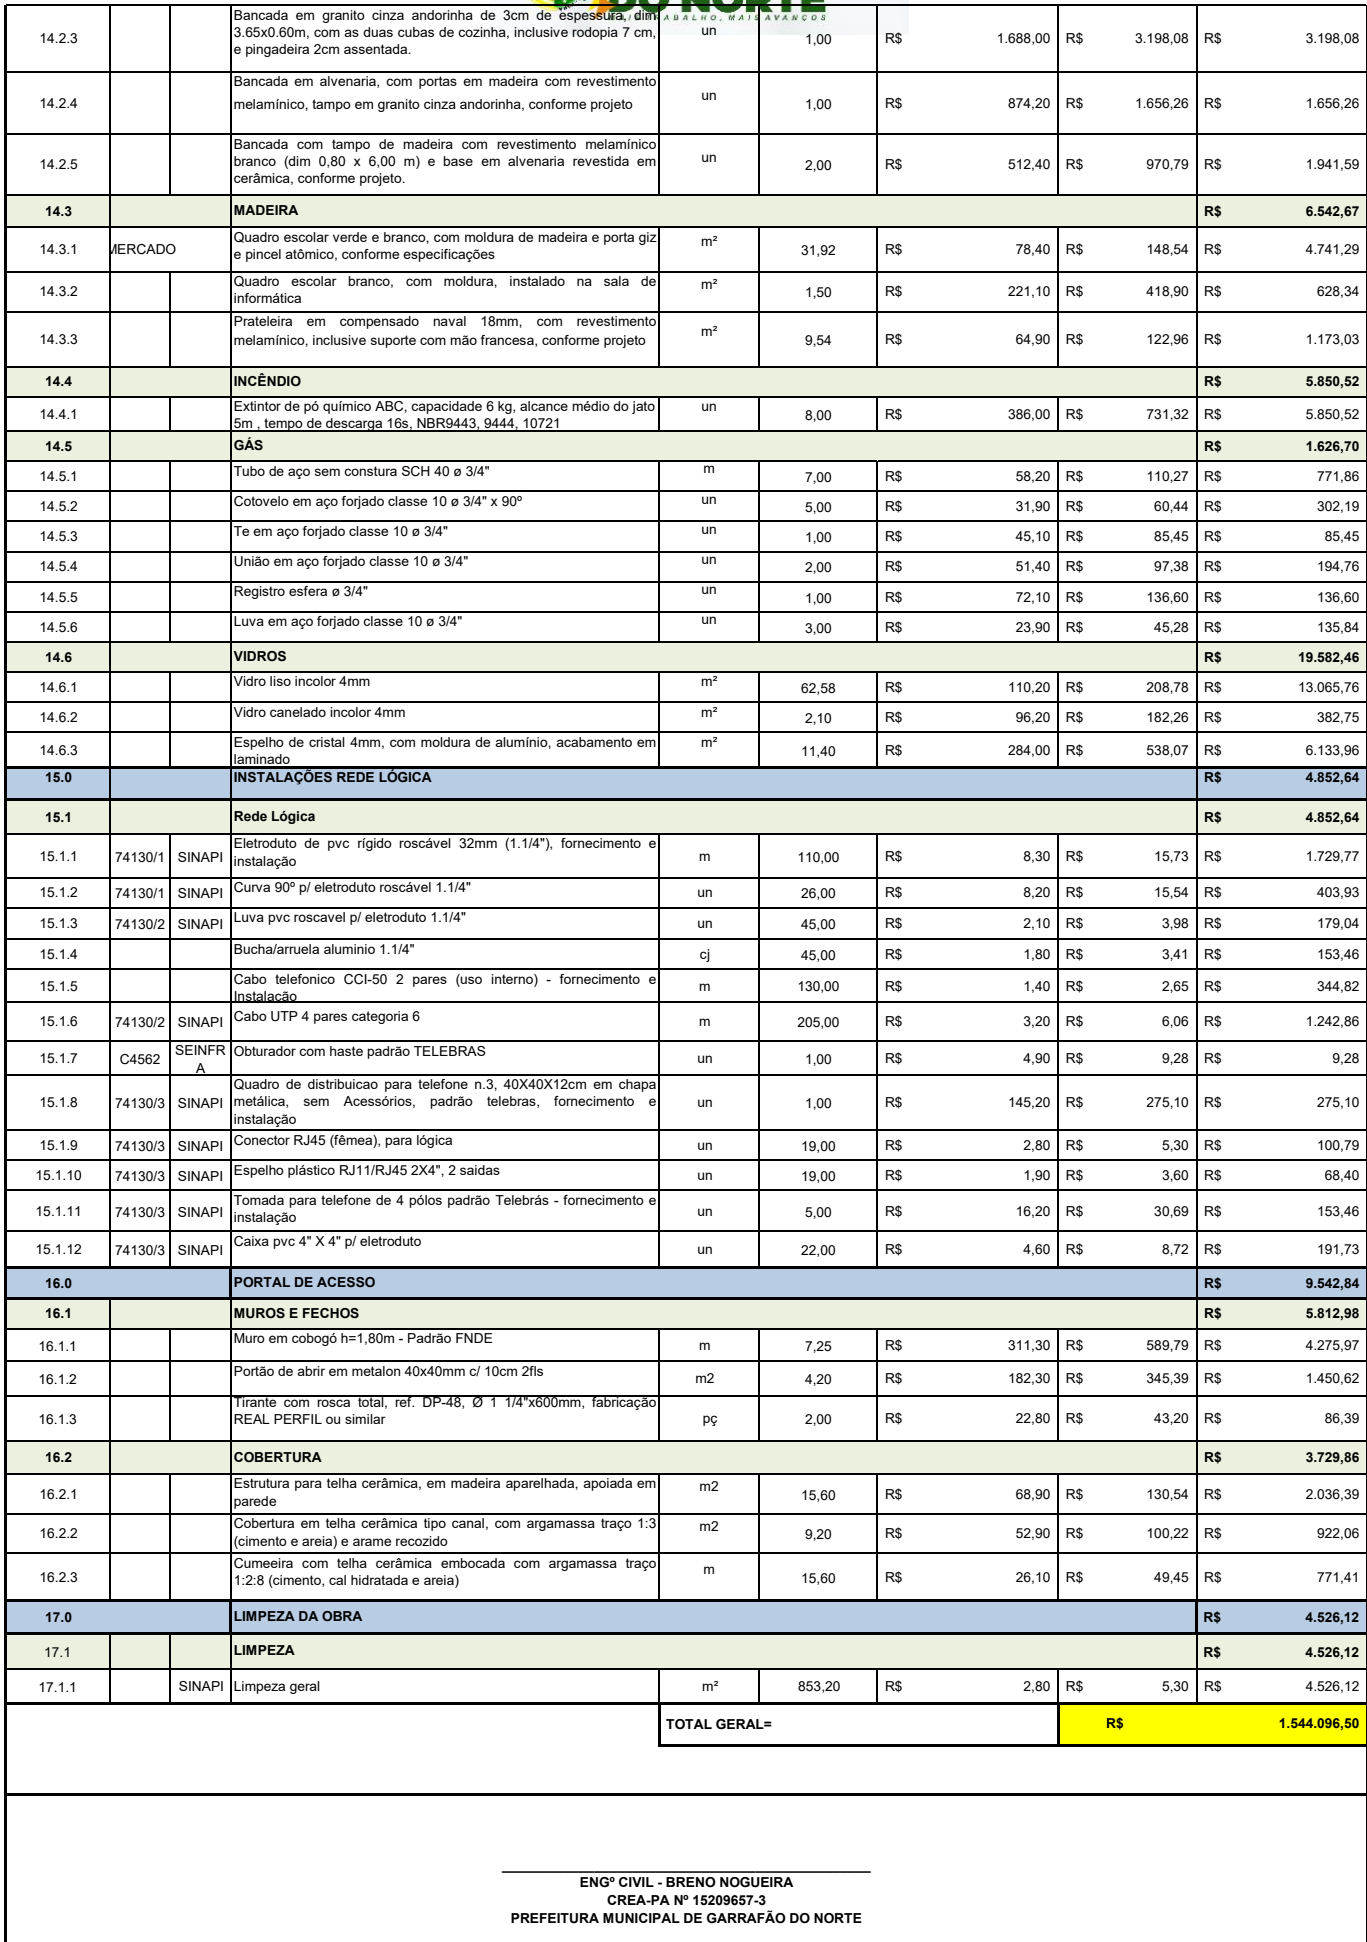 DO NORTE
TRABALHO, MAIS AVANÇOS
14.2.3 Bancada em granito cinza andorinha de 3cm de espessura, dim 3.65x0.60m, com as duas cubas de cozinha, inclusive rodopia 7 cm, e pingadeira 2cm assentada. un 1,00 R$ 1.688,00 R$ 3.198,08 R$ 3.198,08
14.2.4 Bancada em alvenaria, com portas em madeira com revestimento melamínico, tampo em granito cinza andorinha, conforme projeto un 1,00 R$ 874,20 R$ 1.656,26 R$ 1.656,26
14.2.5 Bancada com tampo de madeira com revestimento melamínico branco (dim 0,80 x 6,00 m) e base em alvenaria revestida em cerâmica, conforme projeto. un 2,00 R$ 512,40 R$ 970,79 R$ 1.941,59
14.3 MADEIRA R$ 6.542,67
14.3.1 MERCADO Quadro escolar verde e branco, com moldura de madeira e porta giz e pincel atômico, conforme especificações m² 31,92 R$ 78,40 R$ 148,54 R$ 4.741,29
14.3.2 Quadro escolar branco, com moldura, instalado na sala de informática m² 1,50 R$ 221,10 R$ 418,90 R$ 628,34
14.3.3 Prateleira em compensado naval 18mm, com revestimento melamínico, inclusive suporte com mão francesa, conforme projeto m² 9,54 R$ 64,90 R$ 122,96 R$ 1.173,03
14.4 INCÊNDIO R$ 5.850,52
14.4.1 Extintor de pó químico ABC, capacidade 6 kg, alcance médio do jato 5m , tempo de descarga 16s, NBR9443, 9444, 10721 un 8,00 R$ 386,00 R$ 731,32 R$ 5.850,52
14.5 GÁS R$ 1.626,70
14.5.1 Tubo de aço sem constura SCH 40 ø 3/4" m 7,00 R$ 58,20 R$ 110,27 R$ 771,86
14.5.2 Cotovelo em aço forjado classe 10 ø 3/4" x 90º un 5,00 R$ 31,90 R$ 60,44 R$ 302,19
14.5.3 Te em aço forjado classe 10 ø 3/4" un 1,00 R$ 45,10 R$ 85,45 R$ 85,45
14.5.4 União em aço forjado classe 10 ø 3/4" un 2,00 R$ 51,40 R$ 97,38 R$ 194,76
14.5.5 Registro esfera ø 3/4" un 1,00 R$ 72,10 R$ 136,60 R$ 136,60
14.5.6 Luva em aço forjado classe 10 ø 3/4" un 3,00 R$ 23,90 R$ 45,28 R$ 135,84
14.6 VIDROS R$ 19.582,46
14.6.1 Vidro liso incolor 4mm m² 62,58 R$ 110,20 R$ 208,78 R$ 13.065,76
14.6.2 Vidro canelado incolor 4mm m² 2,10 R$ 96,20 R$ 182,26 R$ 382,75
14.6.3 Espelho de cristal 4mm, com moldura de alumínio, acabamento em laminado m² 11,40 R$ 284,00 R$ 538,07 R$ 6.133,96
15.0 INSTALAÇÕES REDE LÓGICA R$ 4.852,64
15.1 Rede Lógica R$ 4.852,64
15.1.1 74130/1 SINAPI Eletroduto de pvc rígido roscável 32mm (1.1/4"), fornecimento e instalação m 110,00 R$ 8,30 R$ 15,73 R$ 1.729,77
15.1.2 74130/1 SINAPI Curva 90º p/ eletroduto roscável 1.1/4" un 26,00 R$ 8,20 R$ 15,54 R$ 403,93
15.1.3 74130/2 SINAPI Luva pvc roscavel p/ eletroduto 1.1/4" un 45,00 R$ 2,10 R$ 3,98 R$ 179,04
15.1.4 Bucha/arruela aluminio 1.1/4" cj 45,00 R$ 1,80 R$ 3,41 R$ 153,46
15.1.5 Cabo telefonico CCI-50 2 pares (uso interno) - fornecimento e Instalação m 130,00 R$ 1,40 R$ 2,65 R$ 344,82
15.1.6 74130/2 SINAPI Cabo UTP 4 pares categoria 6 m 205,00 R$ 3,20 R$ 6,06 R$ 1.242,86
15.1.7 C4562 SEINFRA Obturador com haste padrão TELEBRAS un 1,00 R$ 4,90 R$ 9,28 R$ 9,28
15.1.8 74130/3 SINAPI Quadro de distribuicao para telefone n.3, 40X40X12cm em chapa metálica, sem Acessórios, padrão telebras, fornecimento e instalação un 1,00 R$ 145,20 R$ 275,10 R$ 275,10
15.1.9 74130/3 SINAPI Conector RJ45 (fêmea), para lógica un 19,00 R$ 2,80 R$ 5,30 R$ 100,79
15.1.10 74130/3 SINAPI Espelho plástico RJ11/RJ45 2X4", 2 saidas un 19,00 R$ 1,90 R$ 3,60 R$ 68,40
15.1.11 74130/3 SINAPI Tomada para telefone de 4 pólos padrão Telebrás - fornecimento e instalação un 5,00 R$ 16,20 R$ 30,69 R$ 153,46
15.1.12 74130/3 SINAPI Caixa pvc 4" X 4" p/ eletroduto un 22,00 R$ 4,60 R$ 8,72 R$ 191,73
16.0 PORTAL DE ACESSO R$ 9.542,84
16.1 MUROS E FECHOS R$ 5.812,98
16.1.1 Muro em cobogó h=1,80m - Padrão FNDE m 7,25 R$ 311,30 R$ 589,79 R$ 4.275,97
16.1.2 Portão de abrir em metalon 40x40mm c/ 10cm 2fls m2 4,20 R$ 182,30 R$ 345,39 R$ 1.450,62
16.1.3 Tirante com rosca total, ref. DP-48, Ø 1 1/4"x600mm, fabricação REAL PERFIL ou similar pç 2,00 R$ 22,80 R$ 43,20 R$ 86,39
16.2 COBERTURA R$ 3.729,86
16.2.1 Estrutura para telha cerâmica, em madeira aparelhada, apoiada em parede m2 15,60 R$ 68,90 R$ 130,54 R$ 2.036,39
16.2.2 Cobertura em telha cerâmica tipo canal, com argamassa traço 1:3 (cimento e areia) e arame recozido m2 9,20 R$ 52,90 R$ 100,22 R$ 922,06
16.2.3 Cumeeira com telha cerâmica embocada com argamassa traço 1:2:8 (cimento, cal hidratada e areia) m 15,60 R$ 26,10 R$ 49,45 R$ 771,41
17.0 LIMPEZA DA OBRA R$ 4.526,12
17.1 LIMPEZA R$ 4.526,12
17.1.1 SINAPI Limpeza geral m² 853,20 R$ 2,80 R$ 5,30 R$ 4.526,12
TOTAL GERAL= R$ 1.544.096,50
ENGº CIVIL - BRENO NOGUEIRA
CREA-PA Nº 15209657-3
PREFEITURA MUNICIPAL DE GARRAFÃO DO NORTE